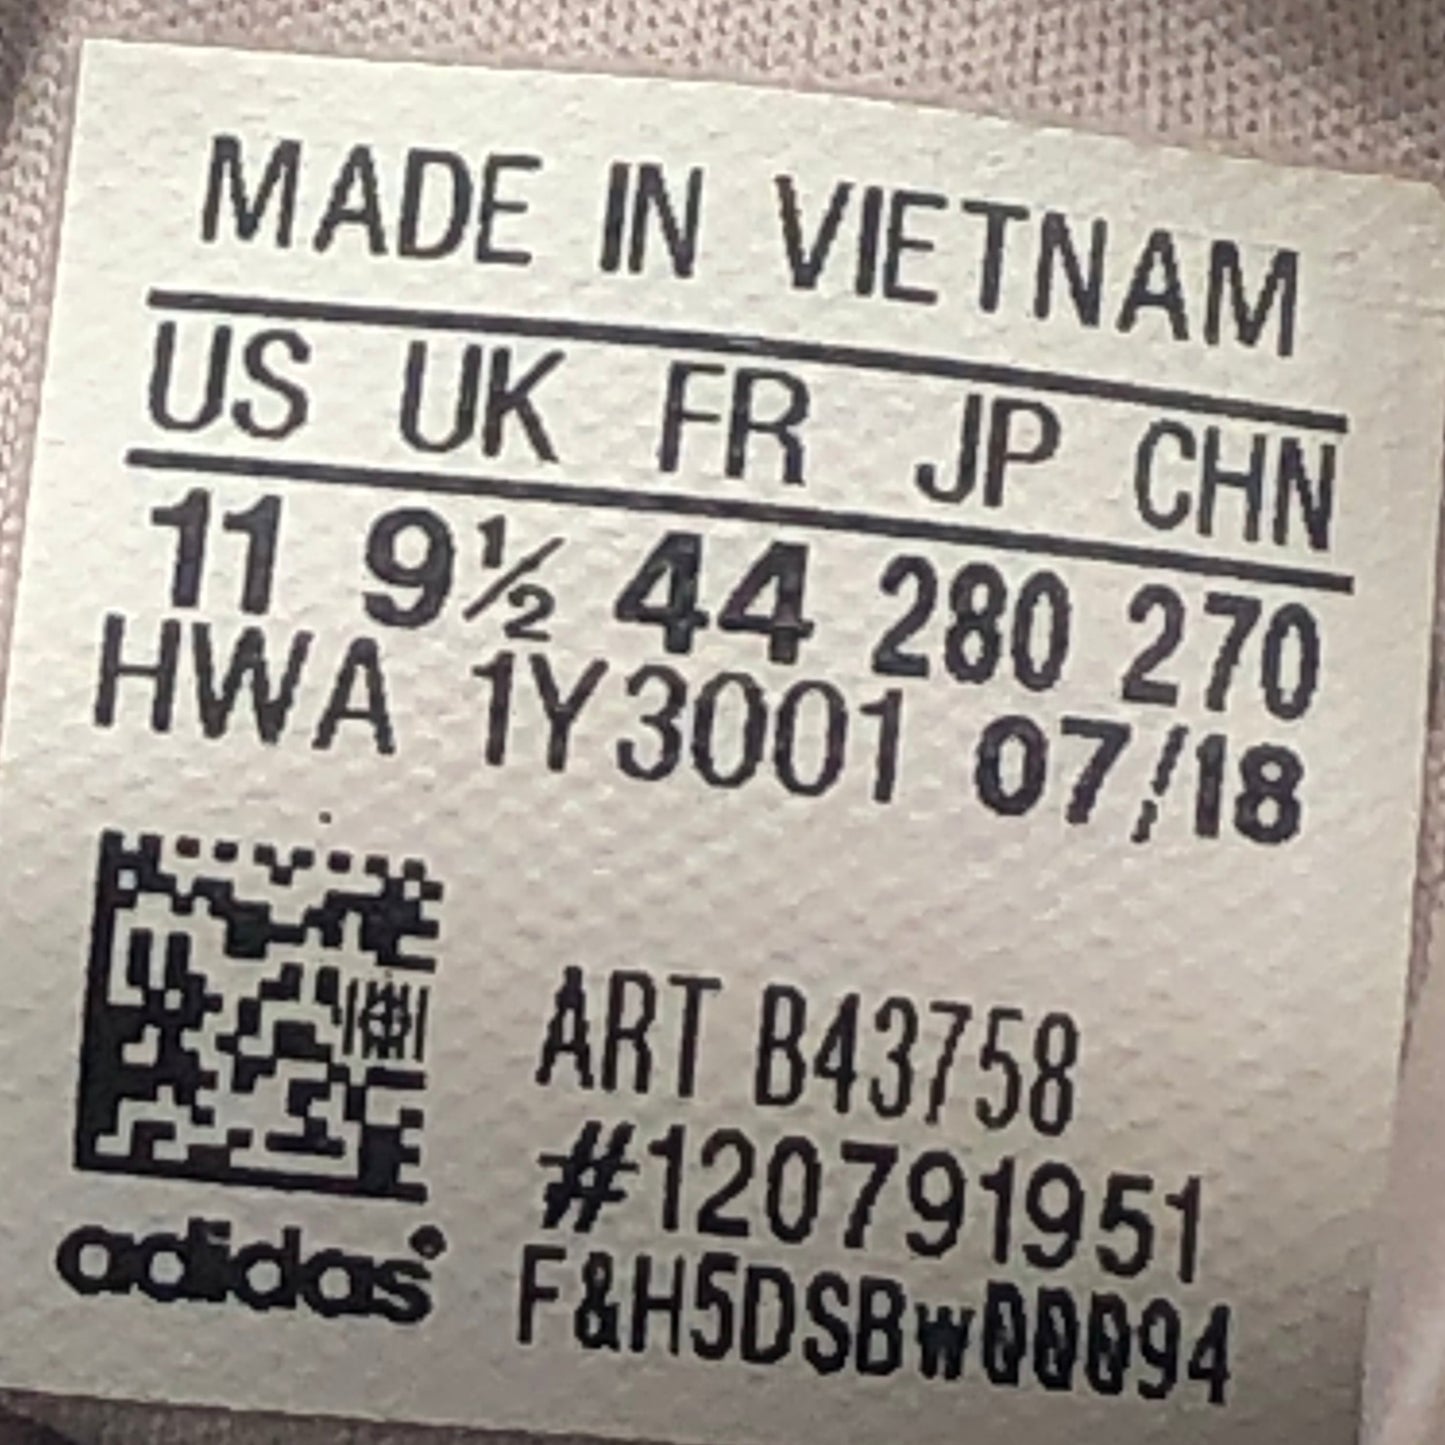 MADE IN VIETNAM
US UK FR JP CHN
11 9½ 44 280 270
HWA 1Y3001 07/18
ART B43758
#120791951
adidas
F&H5DSBw00094